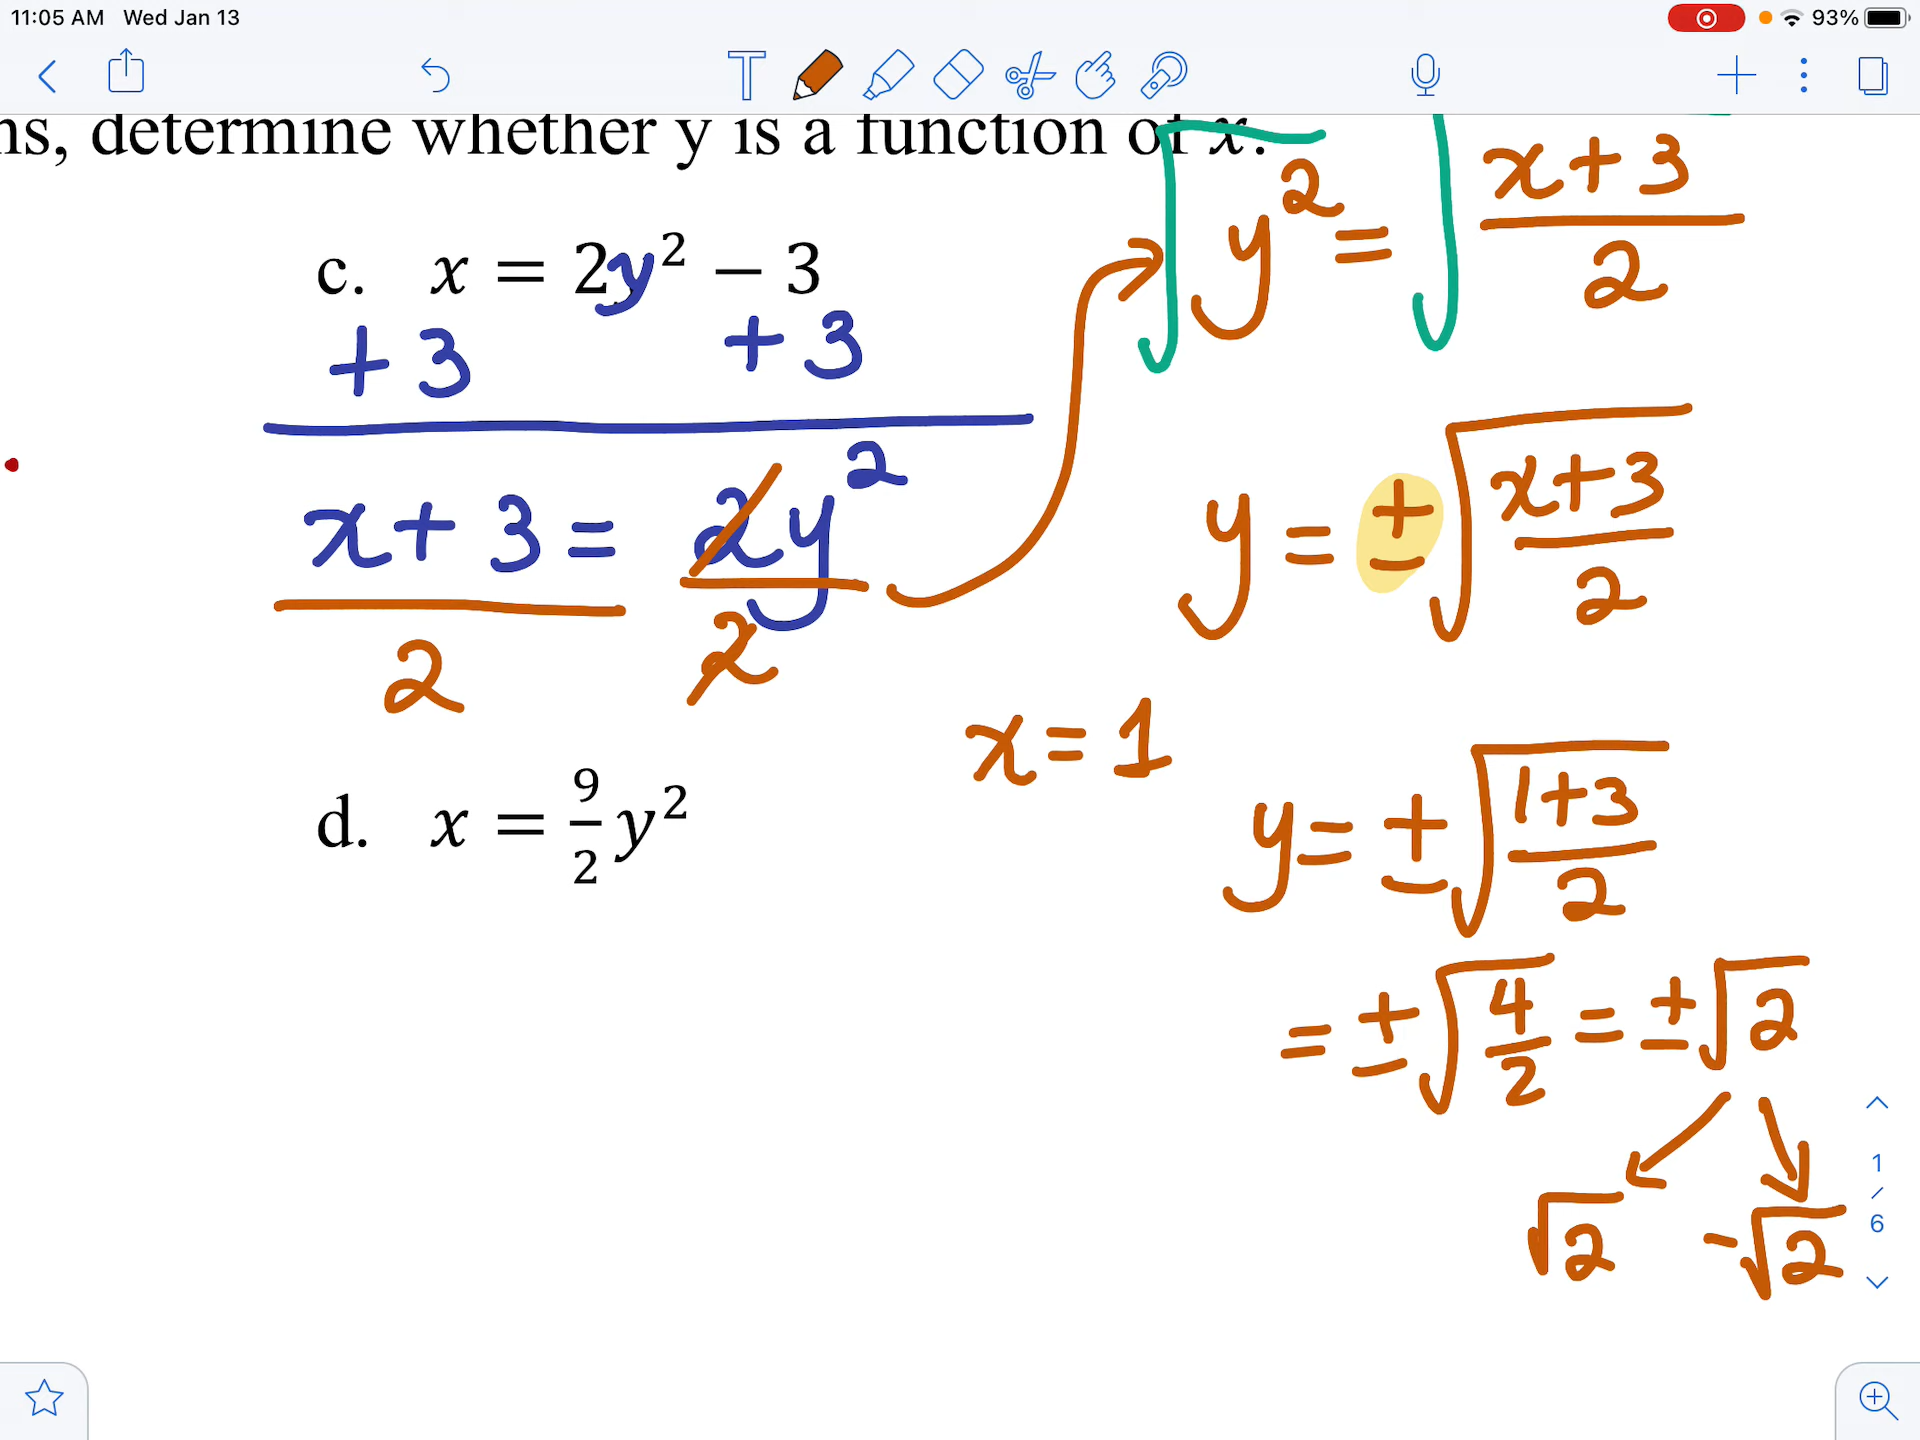 11:05 AM Wed Jan 13
93%
T
ns, determine whether y is a function of x.
c. x = 2y² − 3
+ 3 + 3
x + 3 = 2y²
2 2
y² = x + 3
2
y = ± √ x + 3
2
x = 1
y = ± √ 1 + 3
2
= ± √ 4/2 = ± √2
√2 -√2
d. x = 9/2 y²
1
/
6